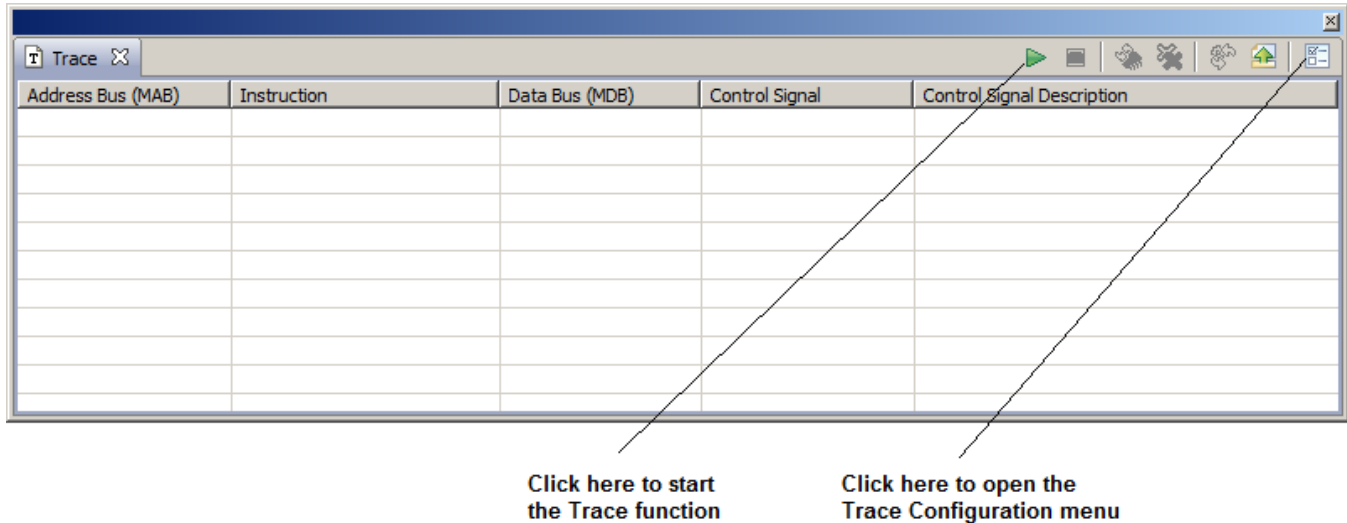 T Trace
Address Bus (MAB) Instruction Data Bus (MDB) Control Signal Control Signal Description
Click here to start
the Trace function
Click here to open the
Trace Configuration menu